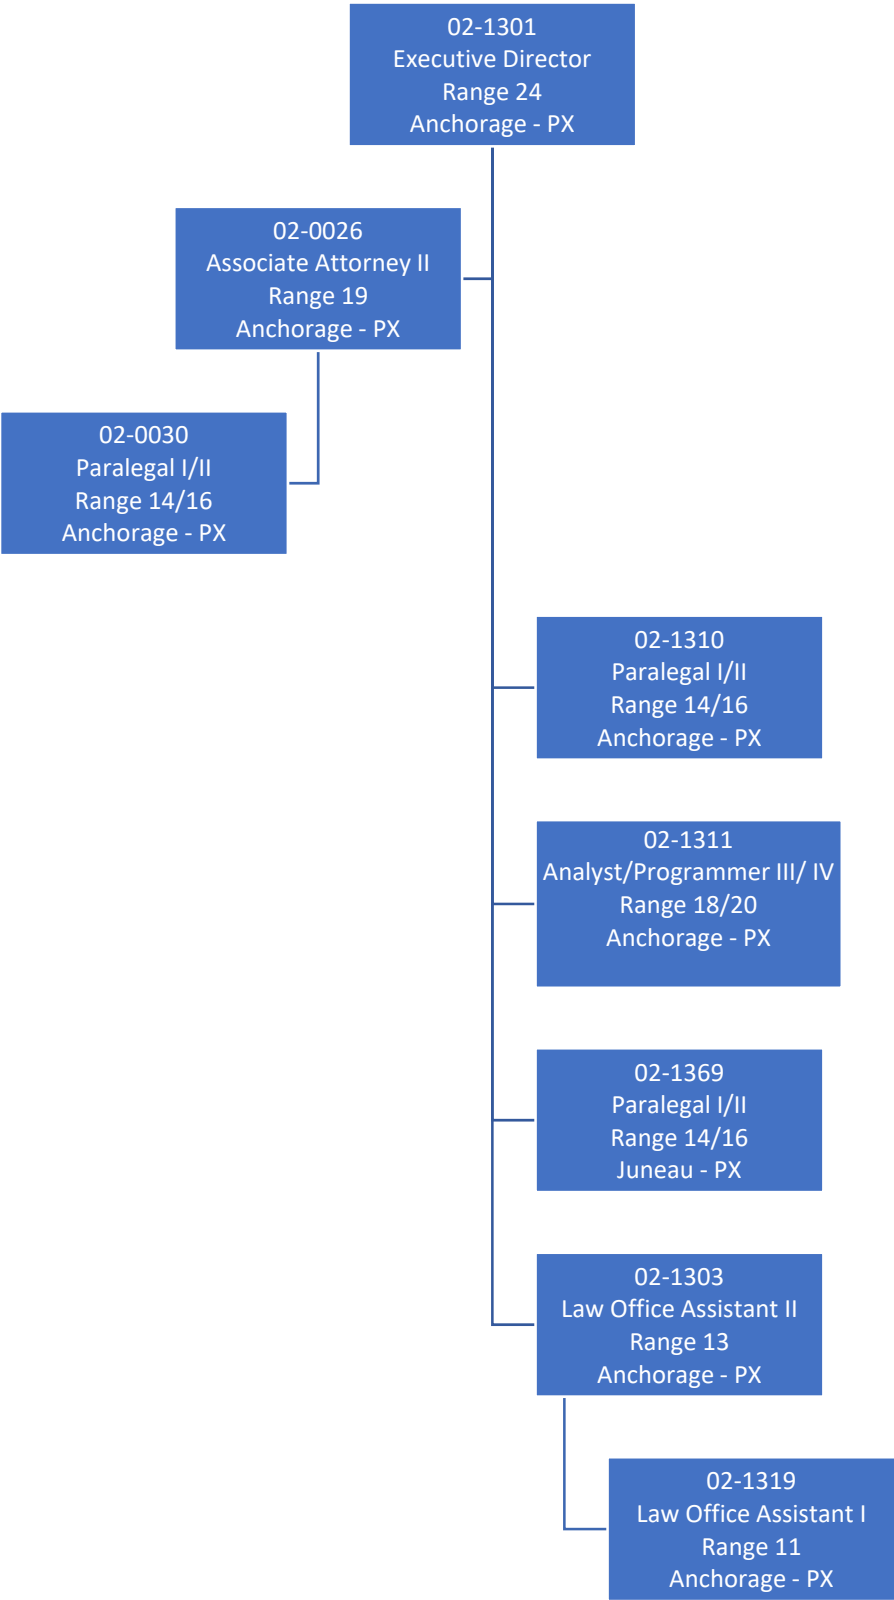 02-1301
Executive Director
Range 24
Anchorage - PX
02-0026
Associate Attorney II
Range 19
Anchorage - PX
02-0030
Paralegal I/II
Range 14/16
Anchorage - PX
02-1310
Paralegal I/II
Range 14/16
Anchorage - PX
02-1311
Analyst/Programmer III/ IV
Range 18/20
Anchorage - PX
02-1369
Paralegal I/II
Range 14/16
Juneau - PX
02-1303
Law Office Assistant II
Range 13
Anchorage - PX
02-1319
Law Office Assistant I
Range 11
Anchorage - PX